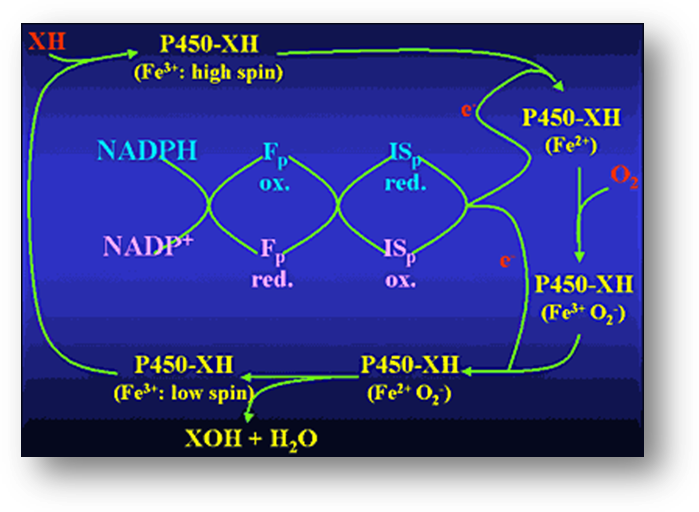 XH
P450-XH
(Fe³⁺: high spin)
e⁻
P450-XH
(Fe²⁺)
O₂
NADPH
Fₚ
ox.
ISₚ
red.
NADP⁺
Fₚ
red.
ISₚ
ox.
e⁻
P450-XH
(Fe³⁺ O₂⁻)
P450-XH
(Fe³⁺: low spin)
P450-XH
(Fe²⁺ O₂⁻)
XOH + H₂O